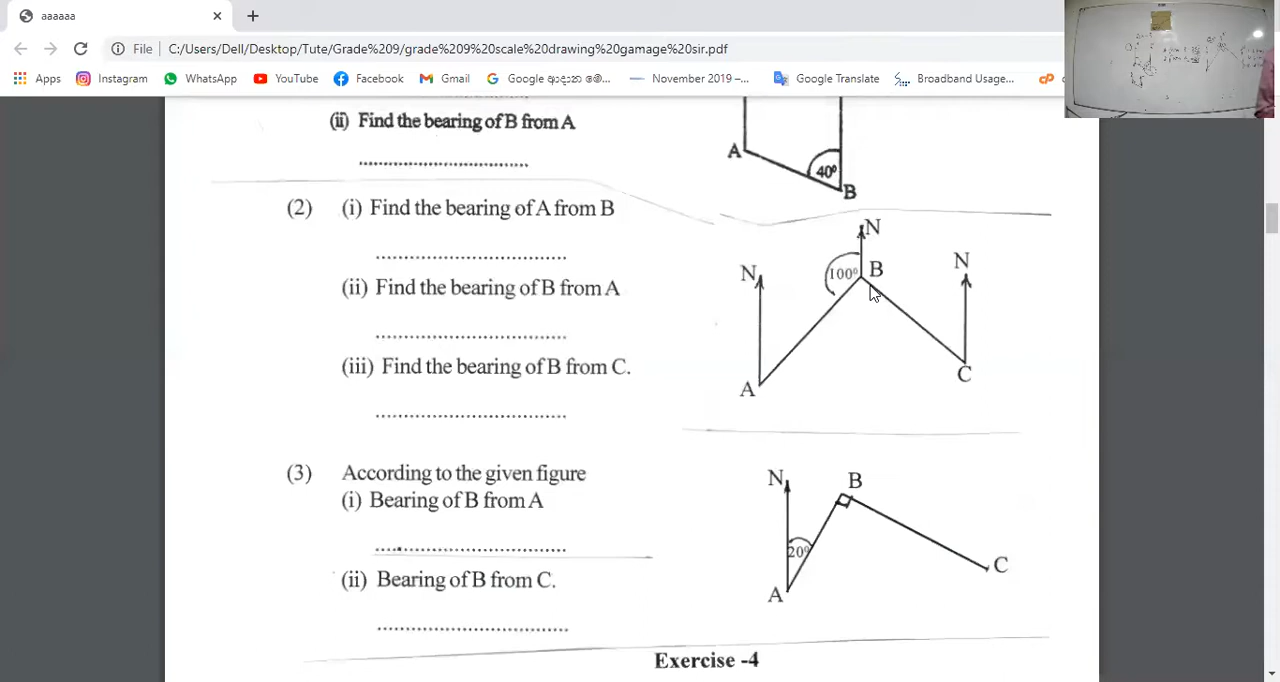 aaaaaa
File C:/Users/Dell/Desktop/Tute/Grade%209/grade%209%20scale%20drawing%20gamage%20sir.pdf
Apps Instagram WhatsApp YouTube Facebook Gmail Google Google Translate Broadband Usage...
November 2019 –...
(ii) Find the bearing of B from A
..................................
A
40°
B
(2) (i) Find the bearing of A from B
......................................
(ii) Find the bearing of B from A
......................................
(iii) Find the bearing of B from C.
......................................
N
N
N
100°
B
A
C
(3) According to the given figure
(i) Bearing of B from A
......................................
(ii) Bearing of B from C.
......................................
N
B
20°
A
C
Exercise -4